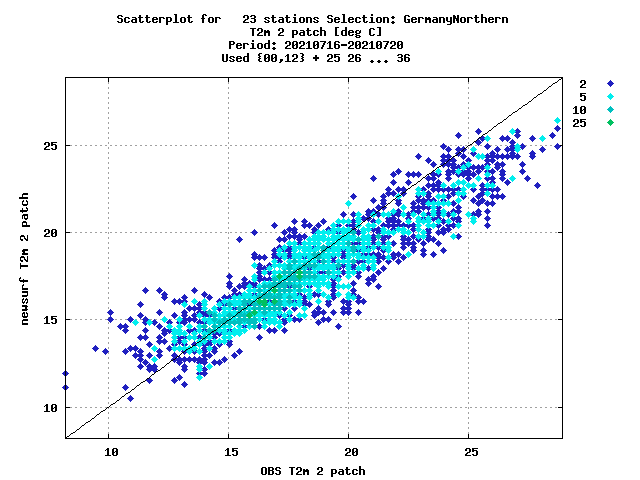 Scatterplot for   23 stations Selection: GermanyNorthern
T2m 2 patch [deg C]
Period: 20210716-20210720
Used {00,12} + 25 26 ... 36
2
5
10
25
25
20
15
10
newsurf T2m 2 patch
10 15 20 25
OBS T2m 2 patch